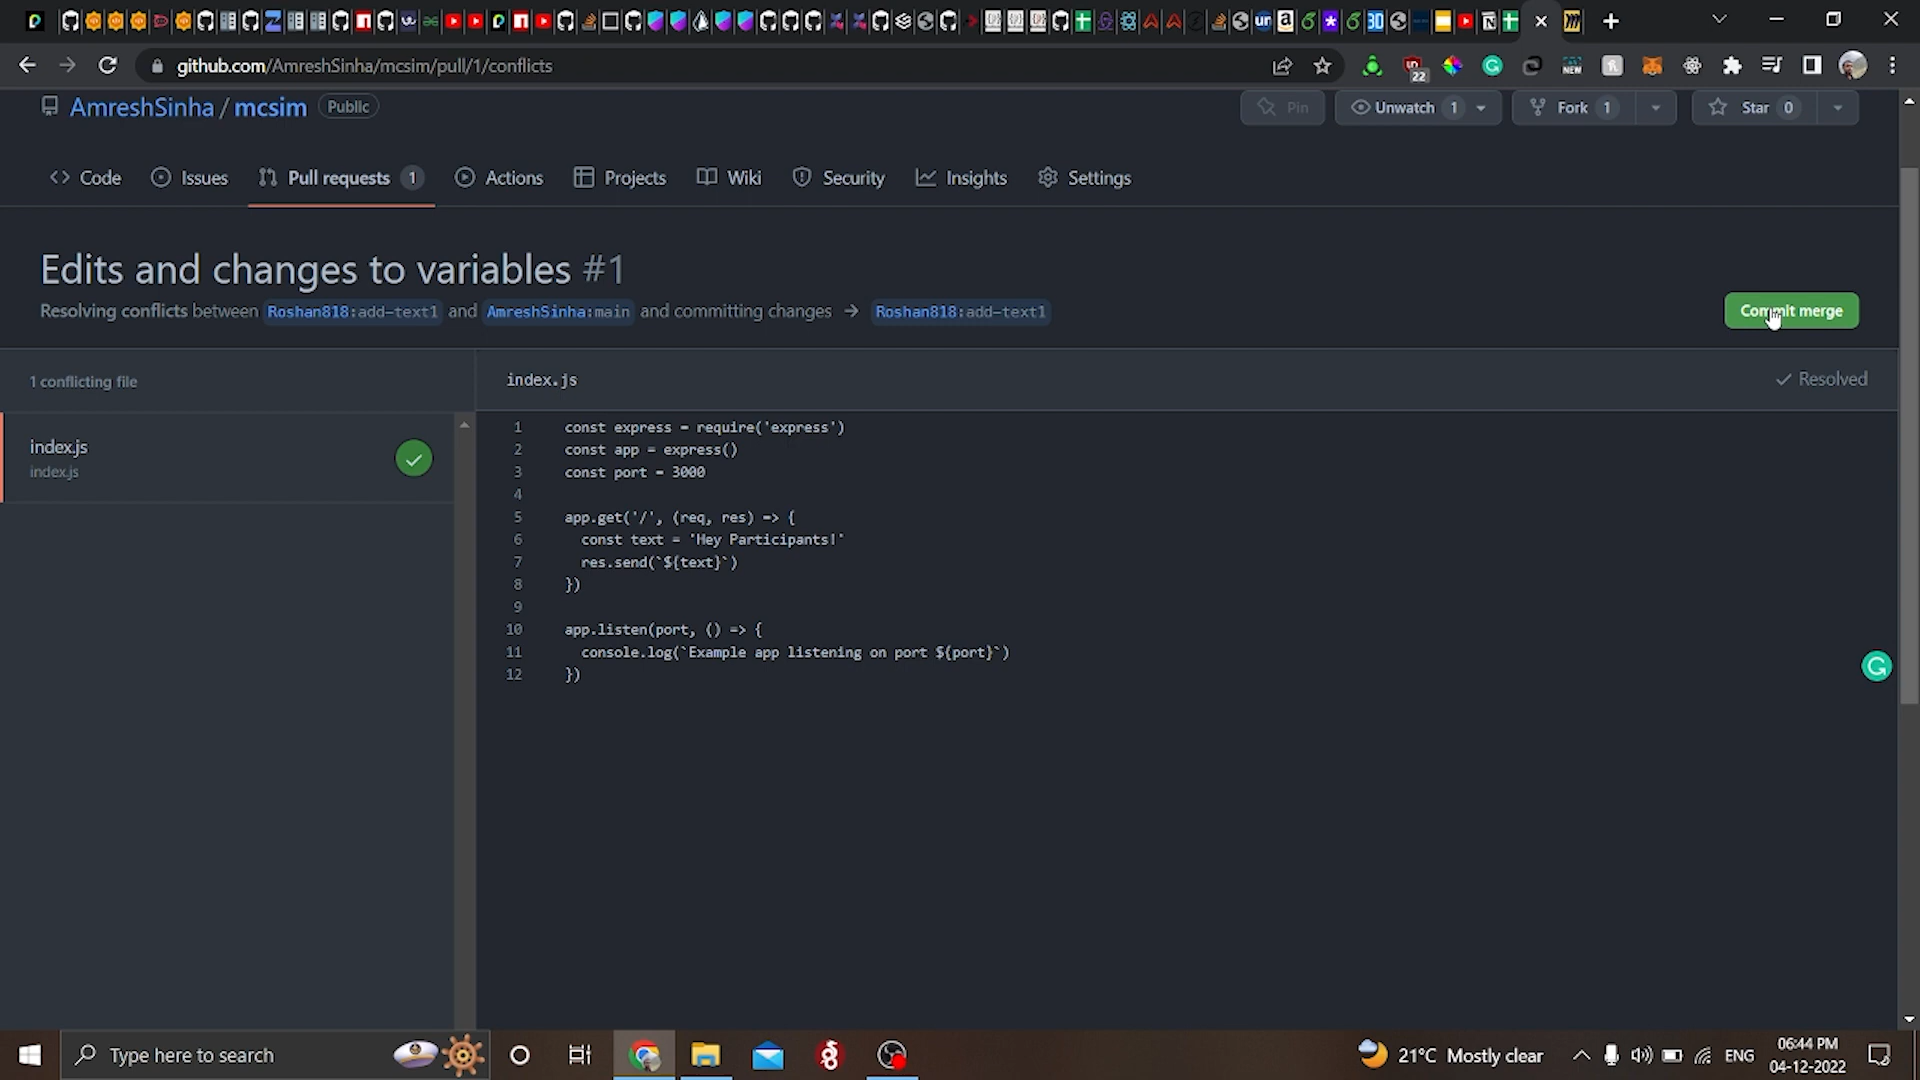 github.com/AmreshSinha/mcsim/pull/1/conflicts
22
NEW
AmreshSinha / mcsim Public
Pin
Unwatch 1
Fork 1
Star 0
Code
Issues
Pull requests 1
Actions
Projects
Wiki
Security
Insights
Settings
Edits and changes to variables #1
Resolving conflicts between Roshan818:add-text1 and AmreshSinha:main and committing changes → Roshan818:add-text1
Commit merge
1 conflicting file
index.js
Resolved
index.js
index.js
1 const express = require('express')
2 const app = express()
3 const port = 3000
4
5 app.get('/', (req, res) => {
6 const text = 'Hey Participants!'
7 res.send(`${text}`)
8 })
9
10 app.listen(port, () => {
11 console.log(`Example app listening on port ${port}`)
12 })
Type here to search
21°C Mostly clear
ENG
06:44 PM
04-12-2022